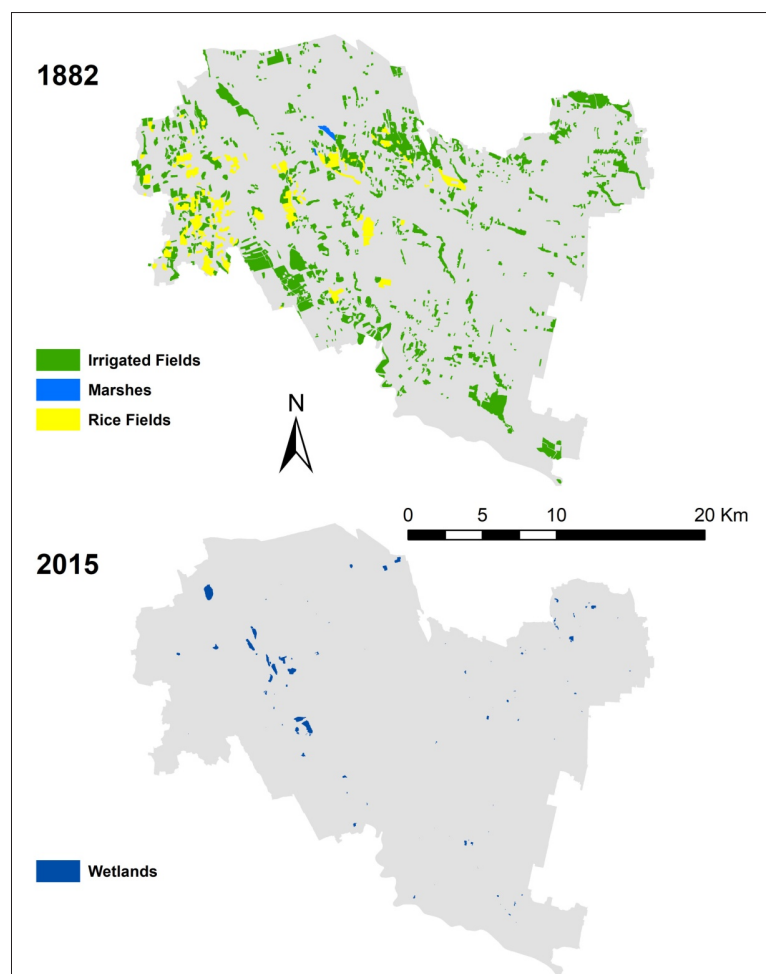 1882
Irrigated Fields
Marshes
Rice Fields
N
0 5 10 20 Km
2015
Wetlands